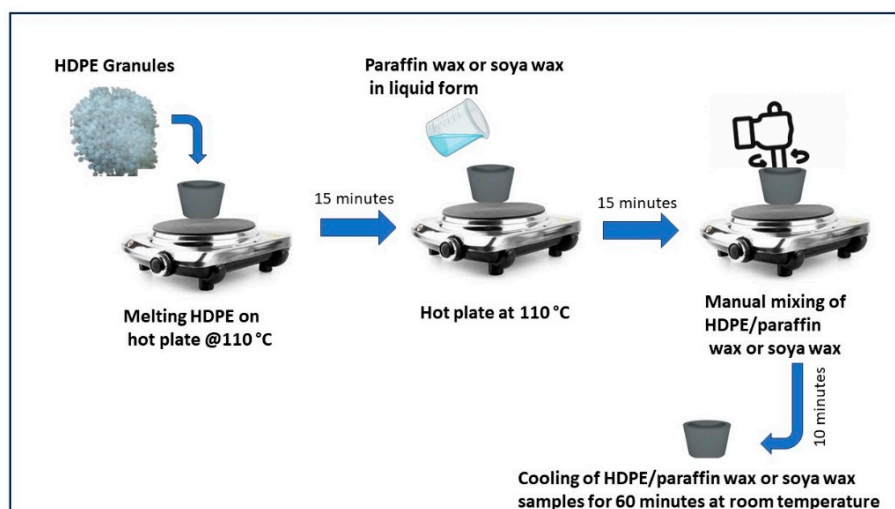 HDPE Granules
Paraffin wax or soya wax
in liquid form
15 minutes
15 minutes
Melting HDPE on
hot plate @110 °C
Hot plate at 110 °C
Manual mixing of
HDPE/paraffin
wax or soya wax
10 minutes
Cooling of HDPE/paraffin wax or soya wax
samples for 60 minutes at room temperature